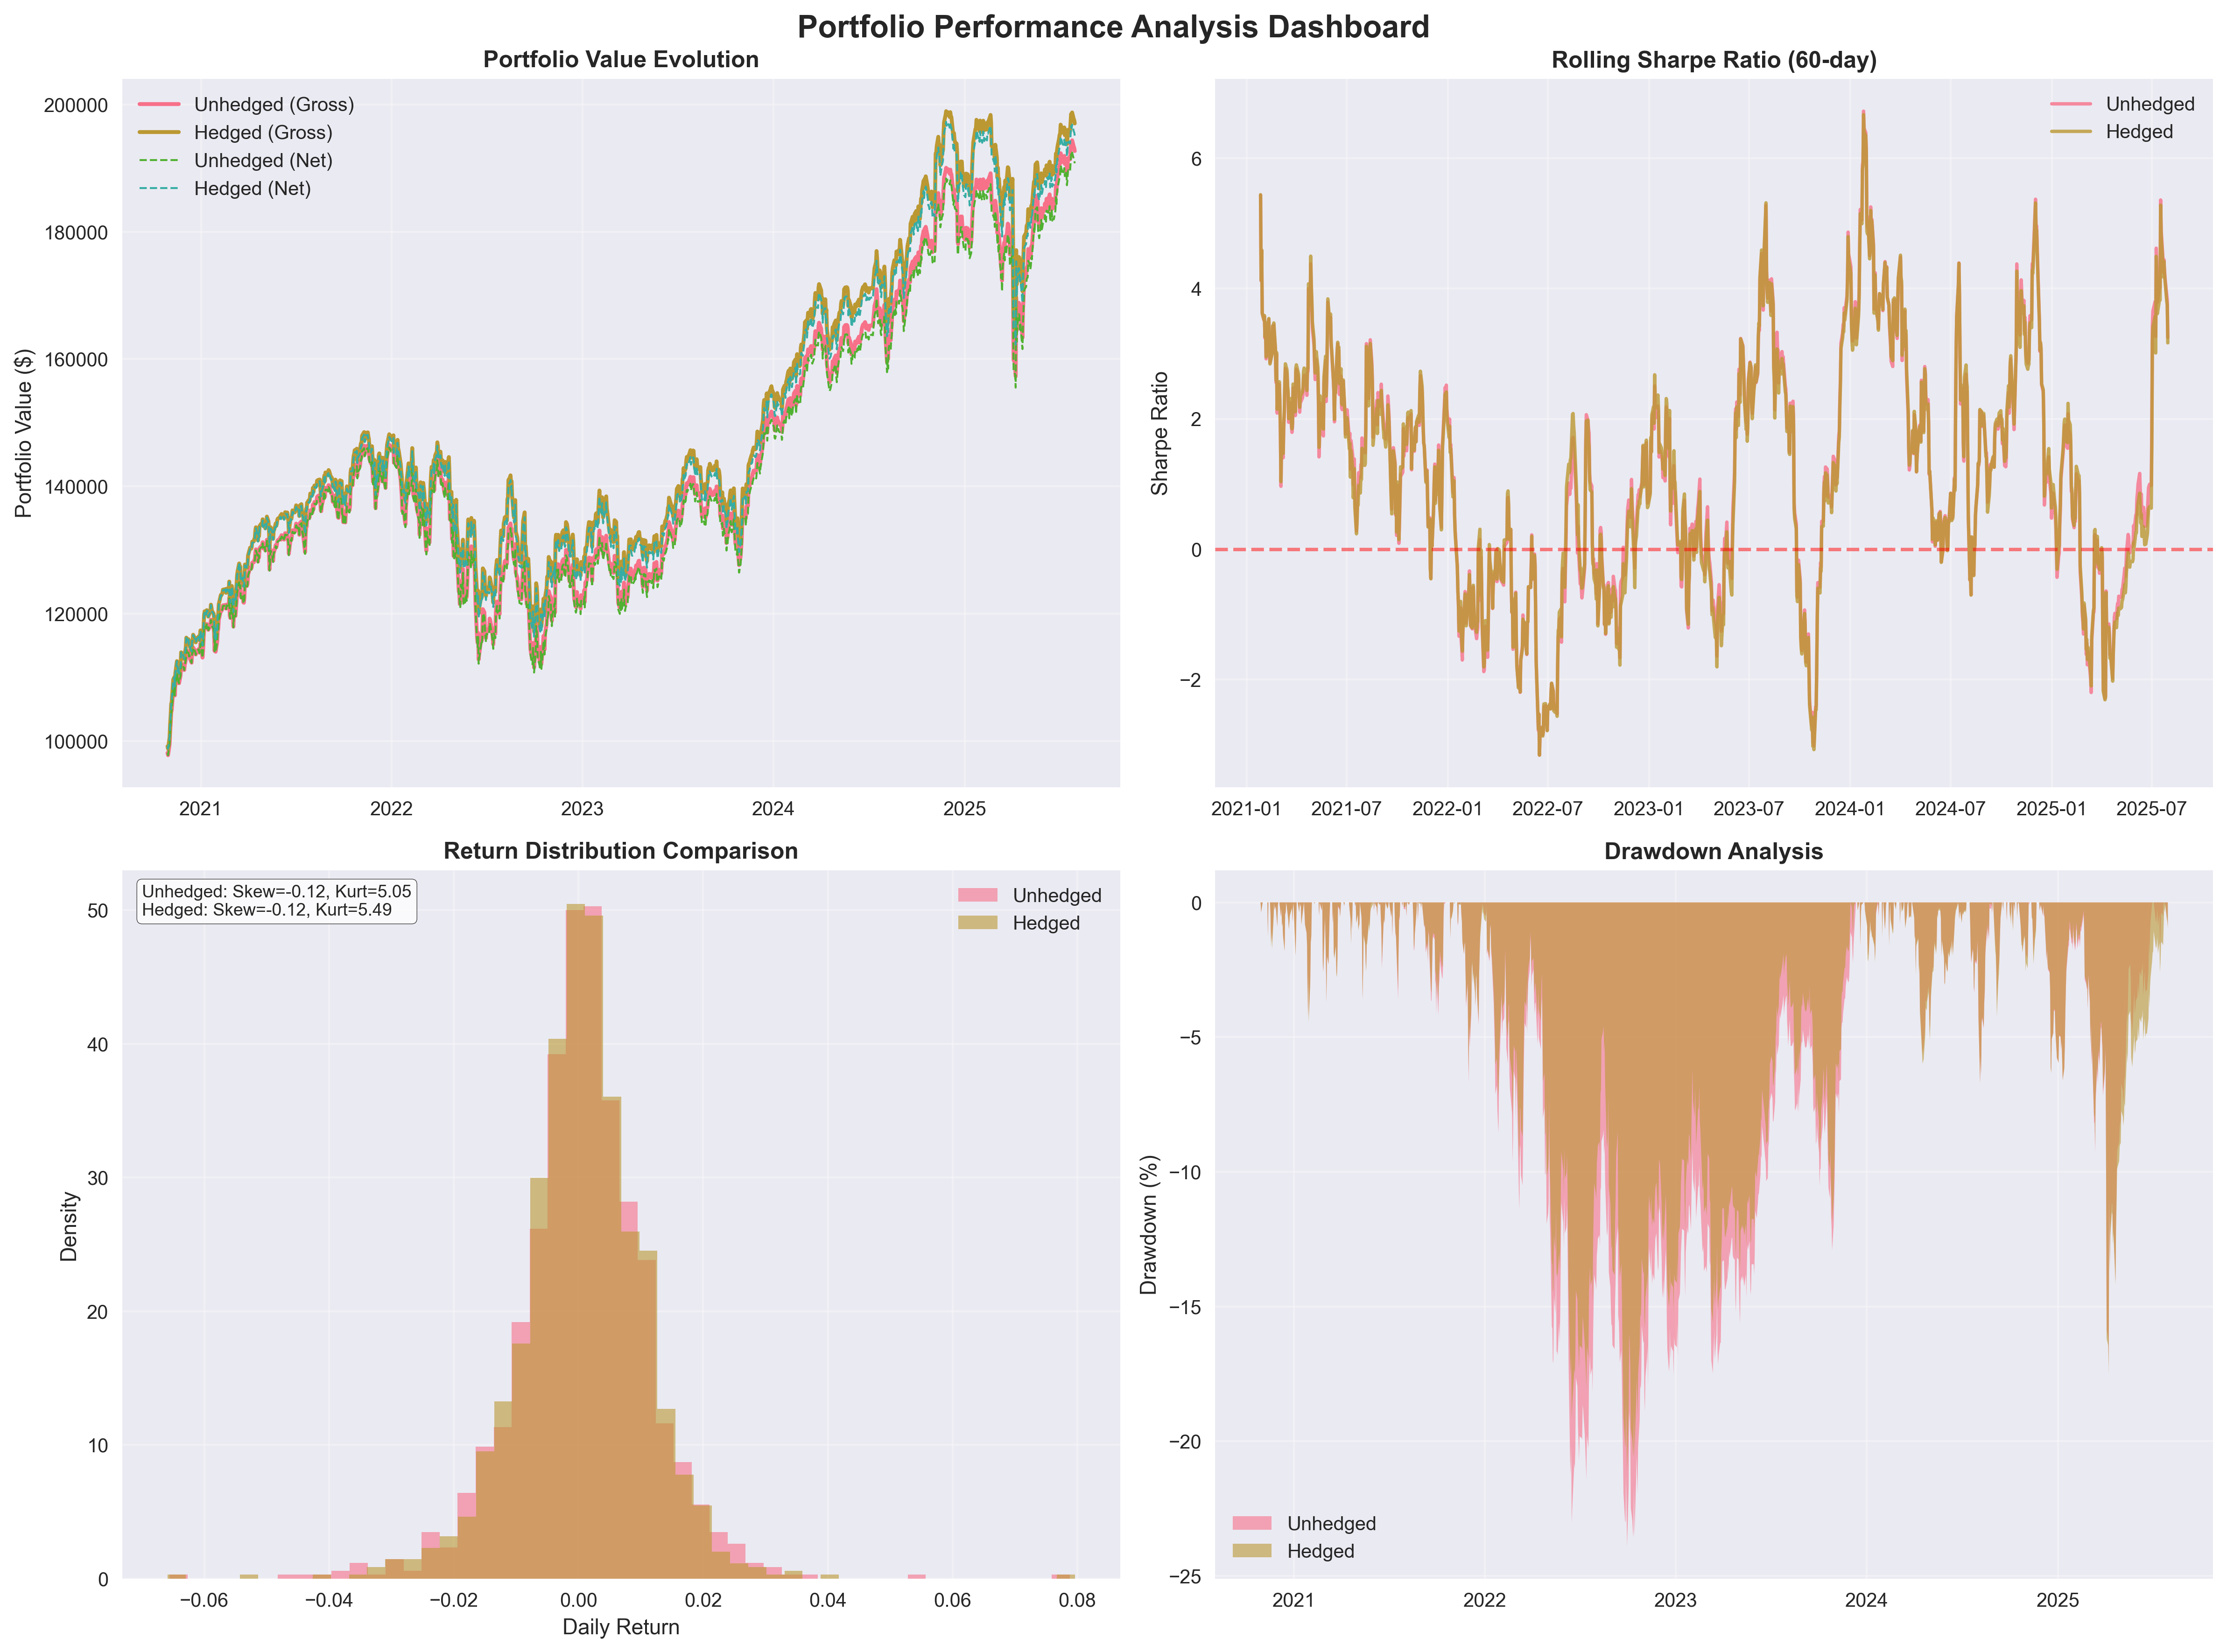 Portfolio Performance Analysis Dashboard
Portfolio Value Evolution
Unhedged (Gross)
Hedged (Gross)
Unhedged (Net)
Hedged (Net)
Portfolio Value ($)
200000
180000
160000
140000
120000
100000
2021
2022
2023
2024
2025
Rolling Sharpe Ratio (60-day)
Unhedged
Hedged
Sharpe Ratio
6
4
2
0
−2
2021-01
2021-07
2022-01
2022-07
2023-01
2023-07
2024-01
2024-07
2025-01
2025-07
Return Distribution Comparison
Unhedged: Skew=-0.12, Kurt=5.05
Hedged: Skew=-0.12, Kurt=5.49
Unhedged
Hedged
Density
50
40
30
20
10
0
−0.06
−0.04
−0.02
0.00
0.02
0.04
0.06
0.08
Daily Return
Drawdown Analysis
Drawdown (%)
0
−5
−10
−15
−20
−25
Unhedged
Hedged
2021
2022
2023
2024
2025